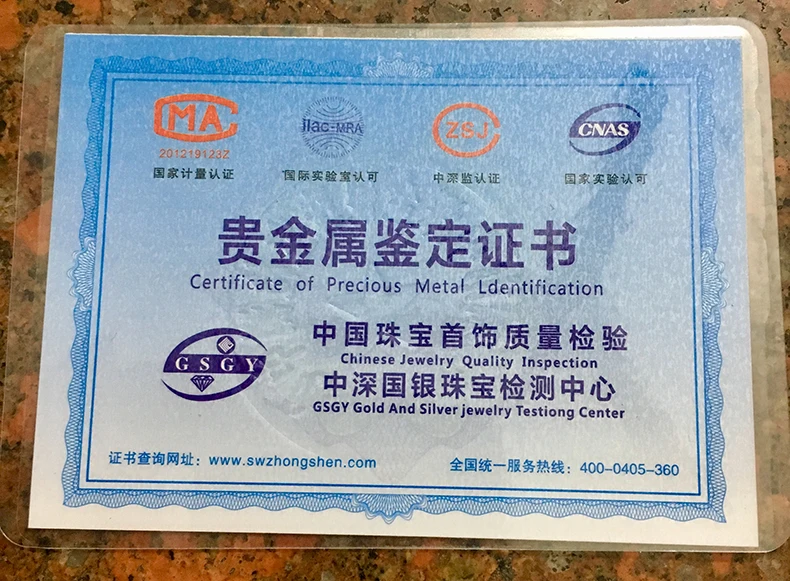 MA
ilac-MRA
ZSJ
CNAS
201219123Z
国家计量认证
国际实验室认可
中深监认证
国家实验认可
贵金属鉴定证书
Certificate of Precious Metal Ldentification
GSGY
中国珠宝首饰质量检验
Chinese Jewelry Quality Inspection
中深国银珠宝检测中心
GSGY Gold And Silver jewelry Testiong Center
证书查询网址：www.swzhongshen.com
全国统一服务热线：400-0405-360